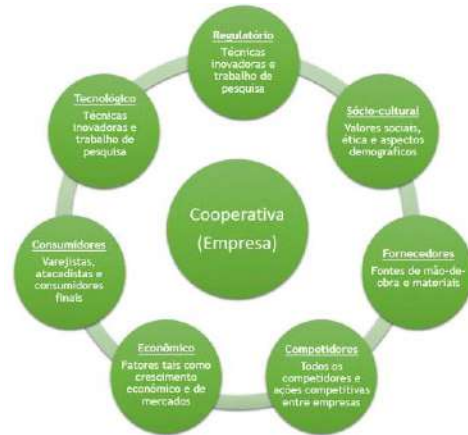 Regulatório
Técnicas
inovadoras e
trabalho de
pesquisa
Sócio-cultural
Valores sociais,
ética e aspectos
demograficos
Fornecedores
Fontes de mão-de-
obra e materiais
Competidores
Todos os
competidores e
ações competitivas
entre empresas
Econômico
Fatores tais como
crescimento
econômico e de
mercados
Consumidores
Varejistas,
atacadistas e
consumidores
finais
Tecnológico
Técnicas
inovadoras e
trabalho de
pesquisa
Cooperativa
(Empresa)